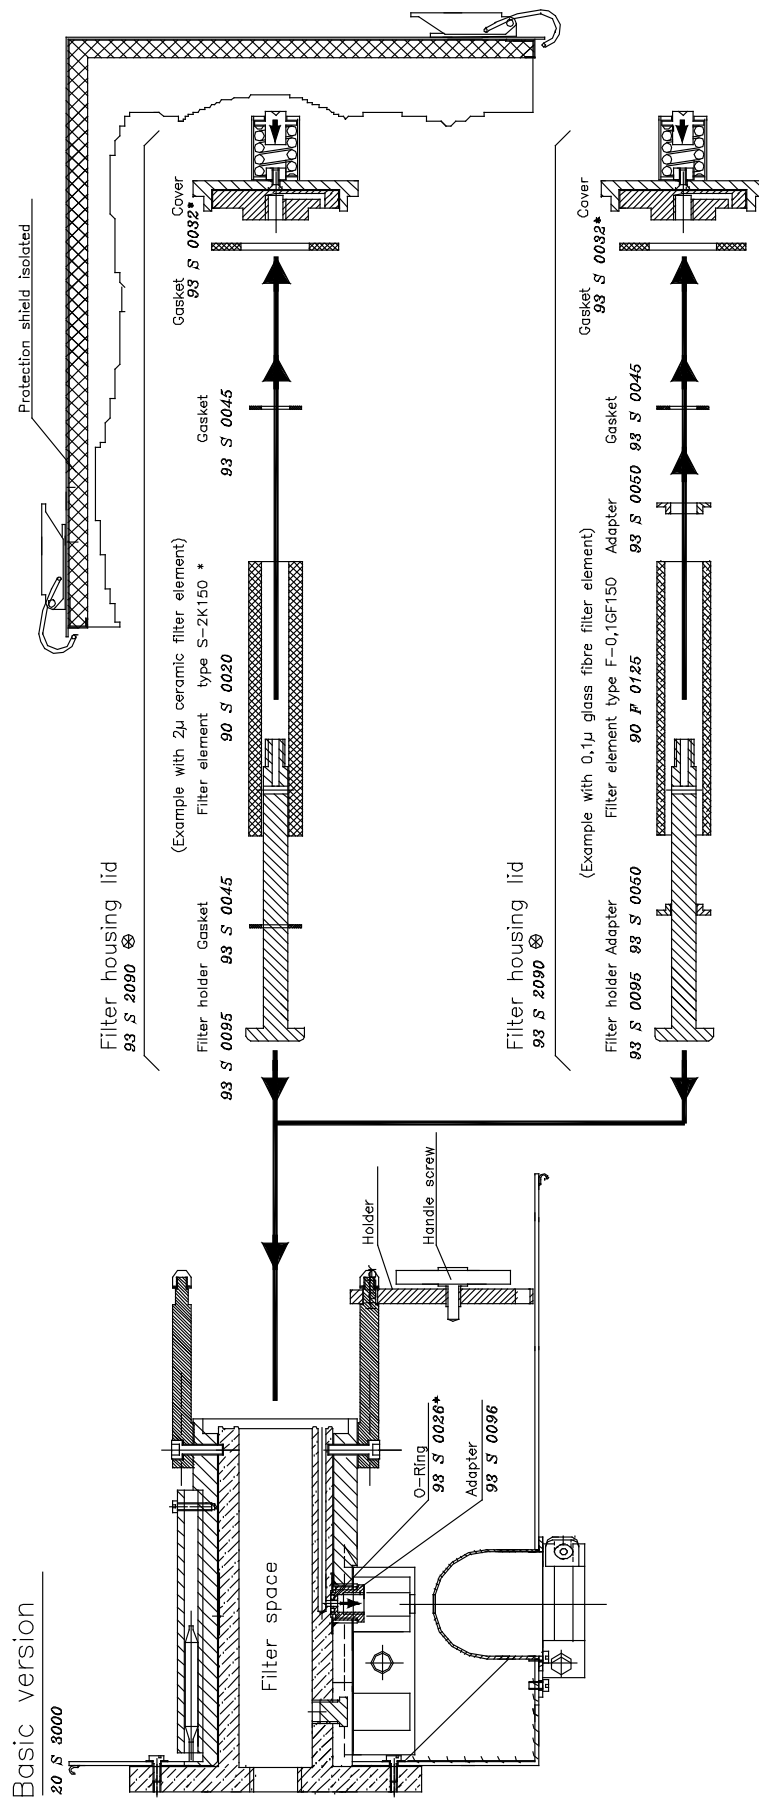 Protection shield isolated
Filter housing lid
93 S 2090 ⊗
(Example with 2µ ceramic filter element)
Filter holder Gasket
93 S 0095 93 S 0045
Filter element type S-2K150 *
90 S 0020
Gasket
93 S 0045
Gasket
93 S 0032*
Cover
Filter housing lid
93 S 2090 ⊗
(Example with 0,1µ glass fibre filter element)
Filter holder Adapter
93 S 0095 93 S 0050
Filter element type F-0,1GF150
90 F 0125
Adapter
93 S 0050
Gasket
93 S 0045
Gasket
93 S 0032*
Cover
Basic version
20 S 3000
Filter space
Holder
Handle screw
O-Ring
93 S 0026*
Adapter
93 S 0096